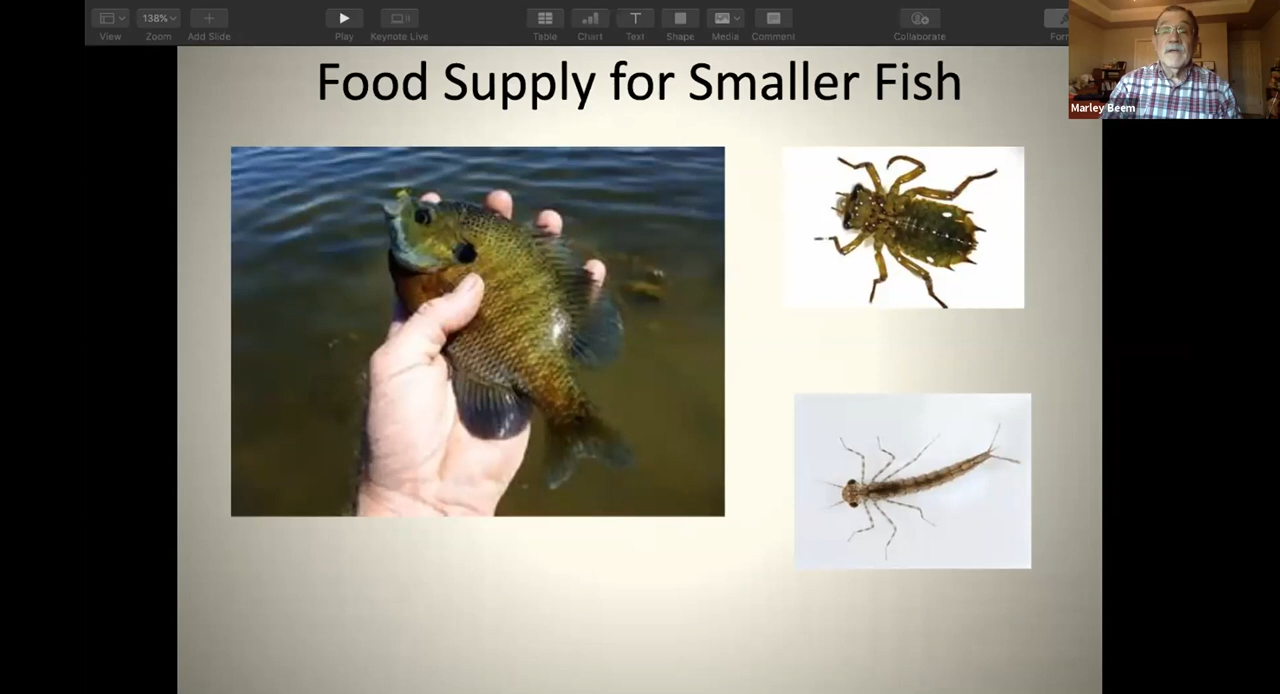 View
138%
Zoom
Add Slide
Play
Keynote Live
Table
Chart
Text
Shape
Media
Comment
Collaborate
Marley Beem
Food Supply for Smaller Fish